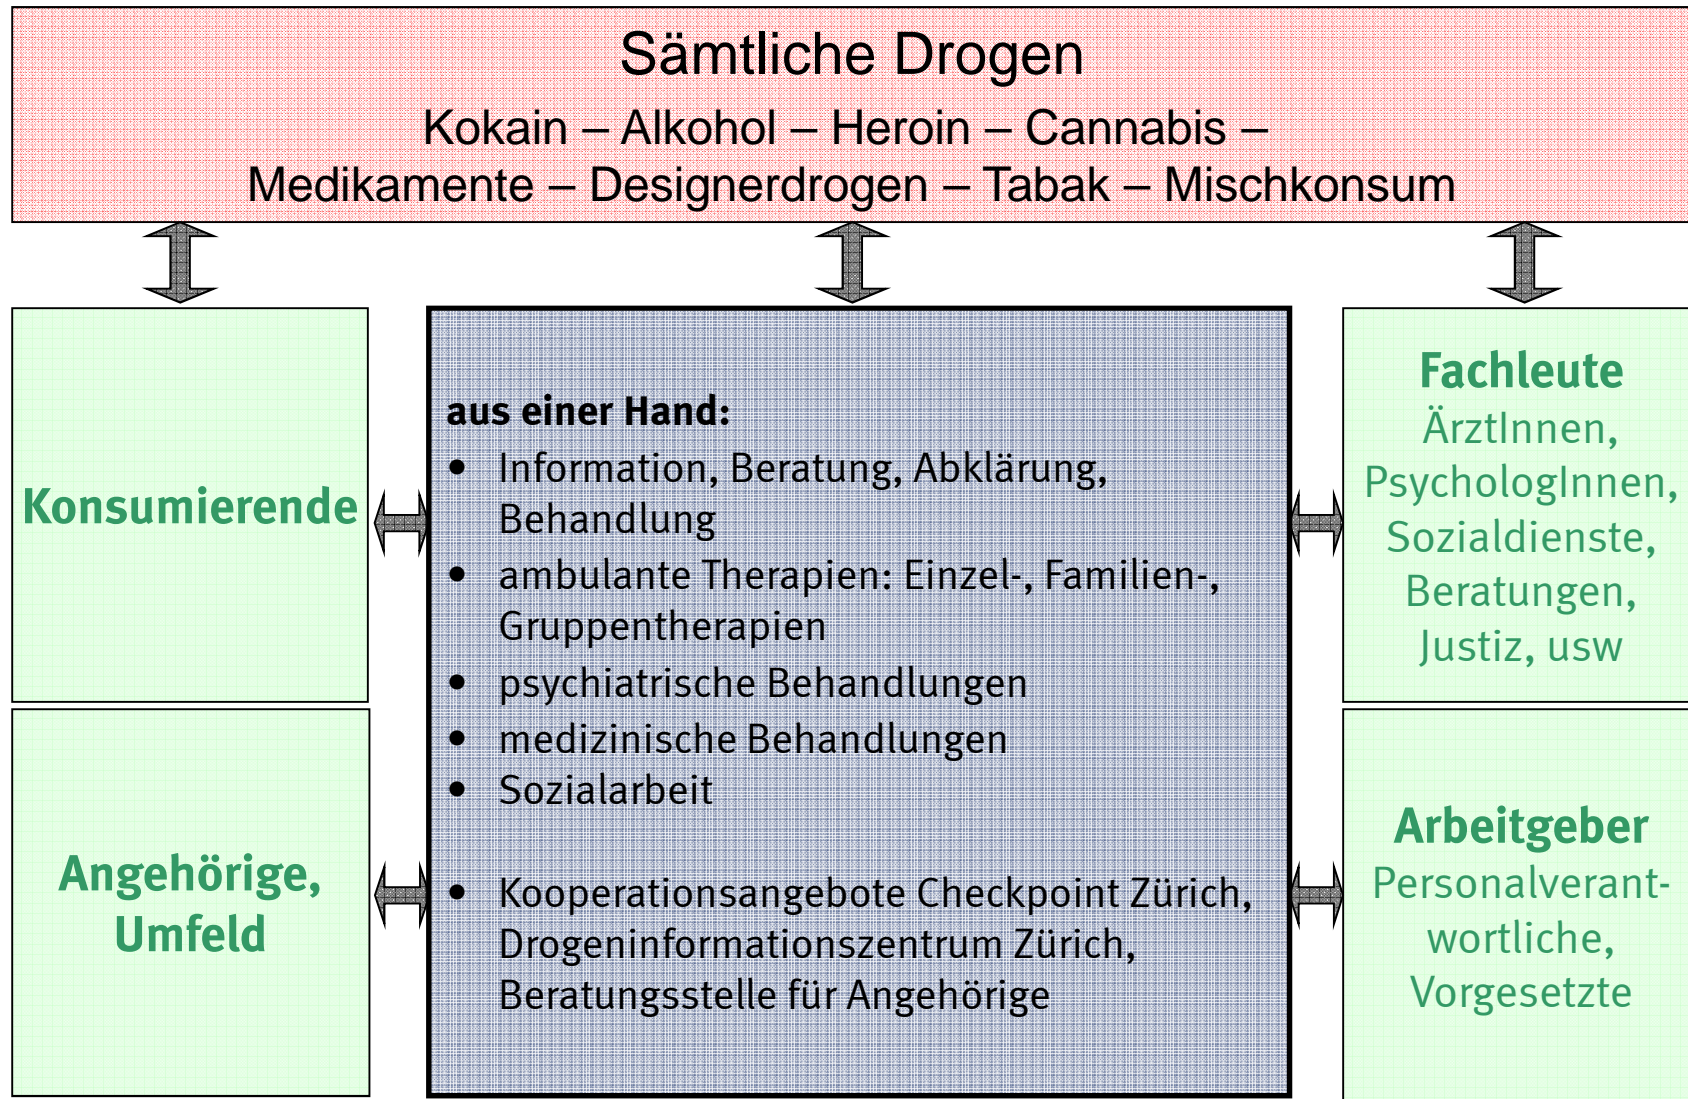 Sämtliche Drogen
Kokain – Alkohol – Heroin – Cannabis –
Medikamente – Designerdrogen – Tabak – Mischkonsum
Konsumierende
Angehörige,
Umfeld
aus einer Hand:
• Information, Beratung, Abklärung,
Behandlung
• ambulante Therapien: Einzel-, Familien-,
Gruppentherapien
• psychiatrische Behandlungen
• medizinische Behandlungen
• Sozialarbeit
• Kooperationsangebote Checkpoint Zürich,
Drogeninformationszentrum Zürich,
Beratungsstelle für Angehörige
Fachleute
ÄrztInnen,
PsychologInnen,
Sozialdienste,
Beratungen,
Justiz, usw
Arbeitgeber
Personalverant-
wortliche,
Vorgesetzte